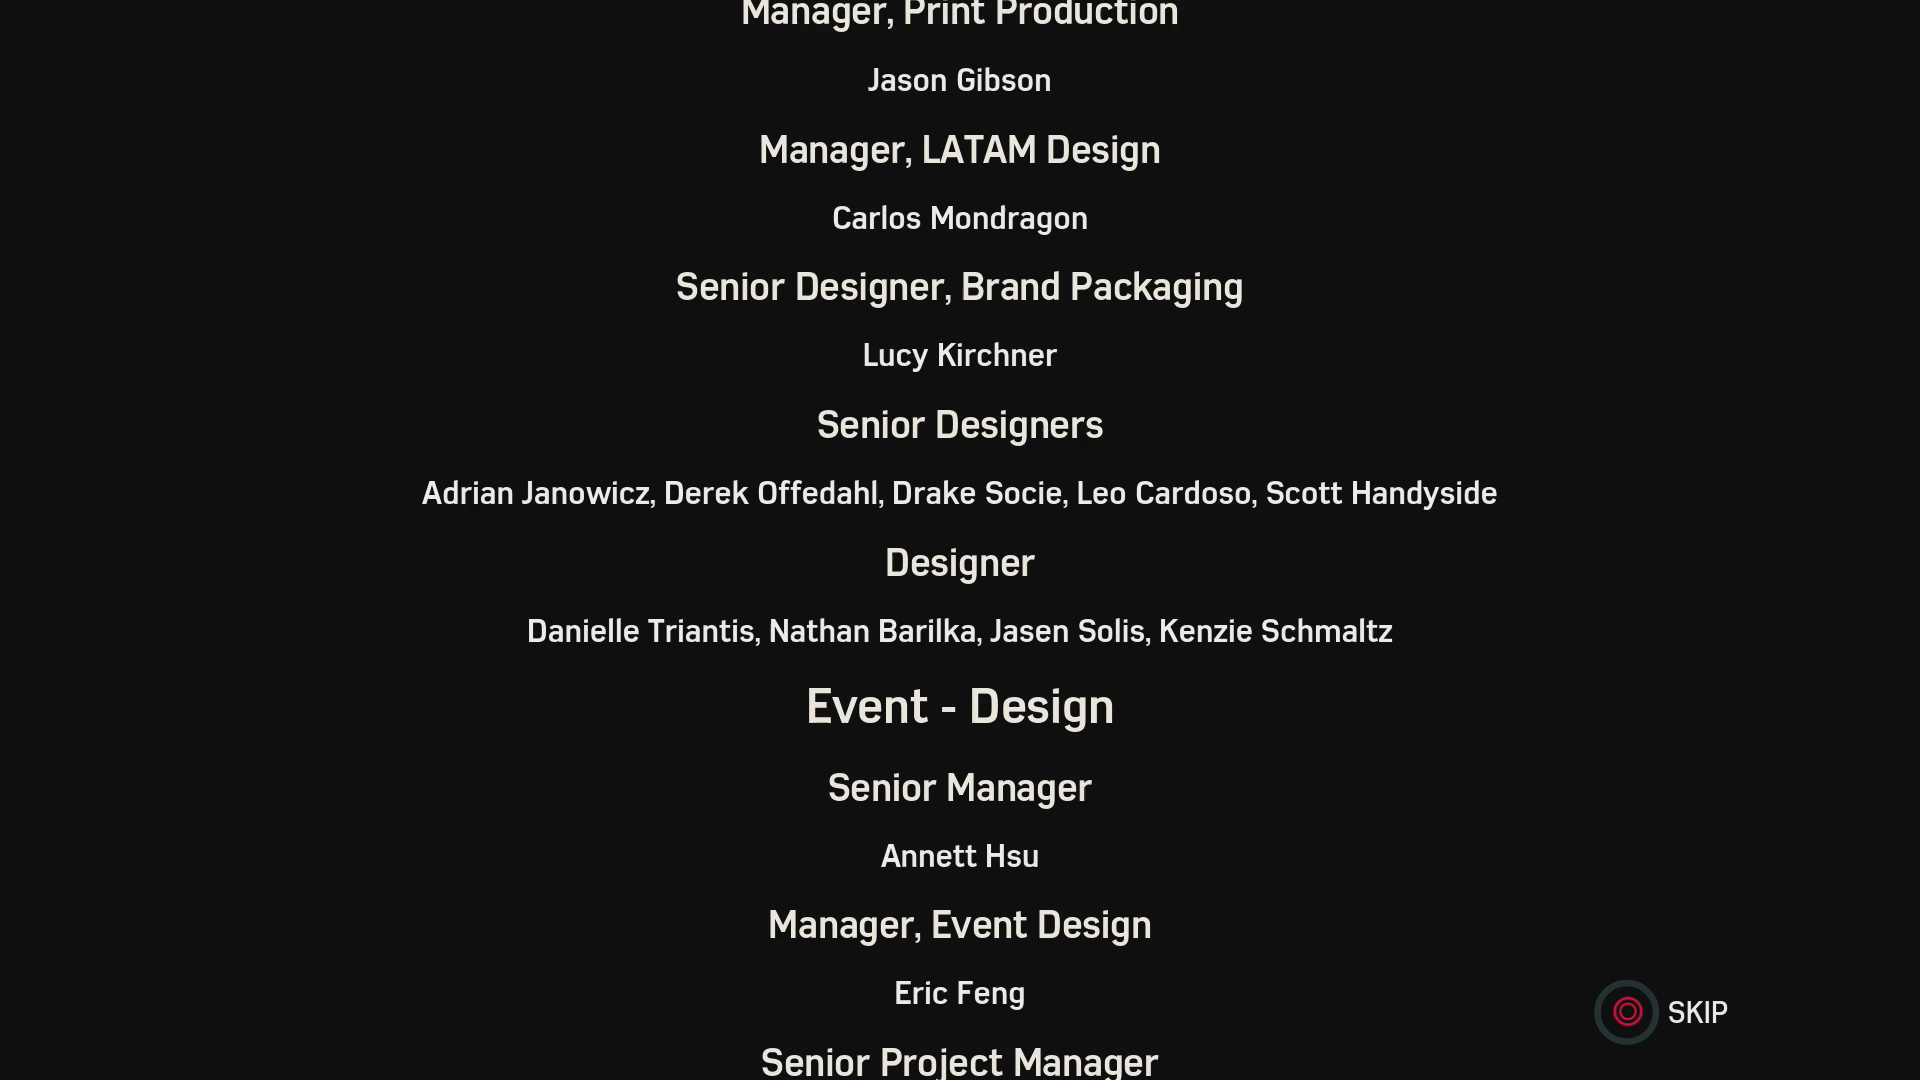 Manager, Print Production
Jason Gibson
Manager, LATAM Design
Carlos Mondragon
Senior Designer, Brand Packaging
Lucy Kirchner
Senior Designers
Adrian Janowicz, Derek Offedahl, Drake Socie, Leo Cardoso, Scott Handyside
Designer
Danielle Triantis, Nathan Barilka, Jasen Solis, Kenzie Schmaltz
Event - Design
Senior Manager
Annett Hsu
Manager, Event Design
Eric Feng
SKIP
Senior Project Manager